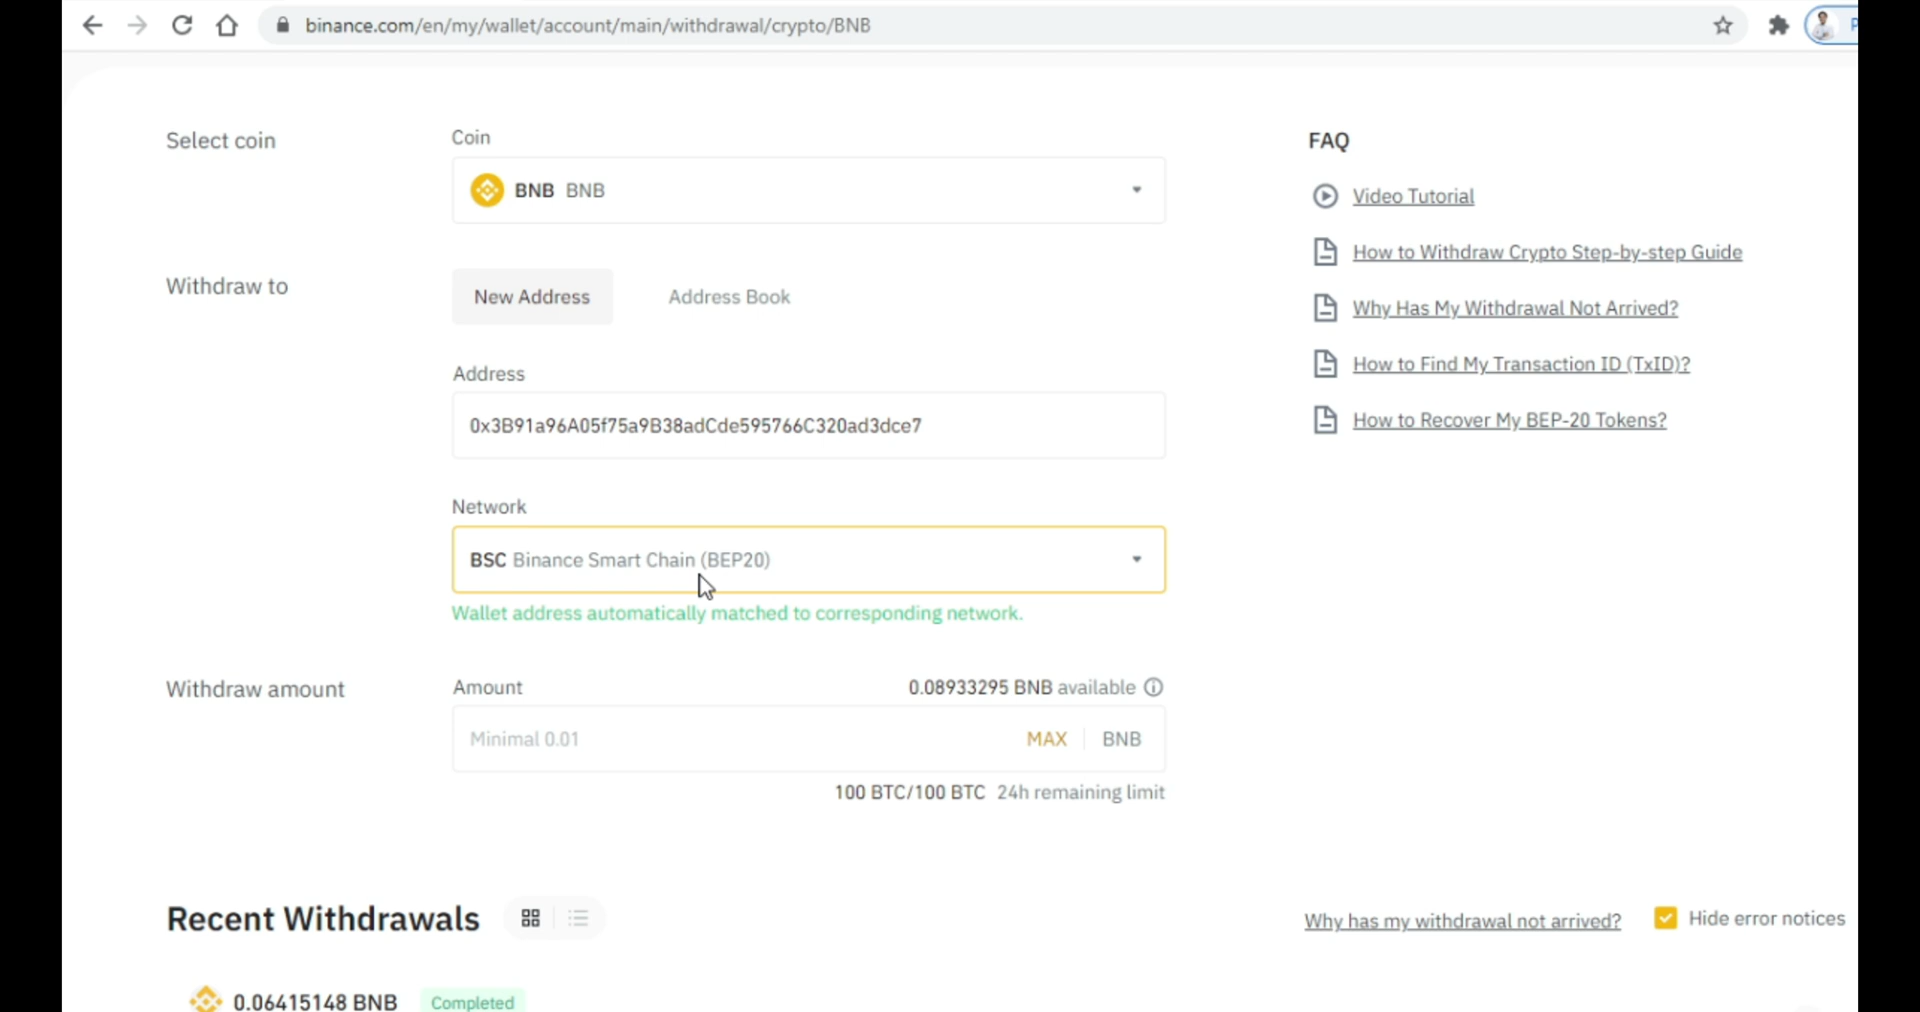 binance.com/en/my/wallet/account/main/withdrawal/crypto/BNB
Select coin
Coin
BNB BNB
Withdraw to
New Address
Address Book
Address
0x3B91a96A05f75a9B38adCde595766C320ad3dce7
Network
BSC Binance Smart Chain (BEP20)
Wallet address automatically matched to corresponding network.
Withdraw amount
Amount
0.08933295 BNB available
Minimal 0.01
MAX
BNB
100 BTC/100 BTC 24h remaining limit
FAQ
Video Tutorial
How to Withdraw Crypto Step-by-step Guide
Why Has My Withdrawal Not Arrived?
How to Find My Transaction ID (TxID)?
How to Recover My BEP-20 Tokens?
Recent Withdrawals
Why has my withdrawal not arrived?
Hide error notices
0.06415148 BNB
Completed